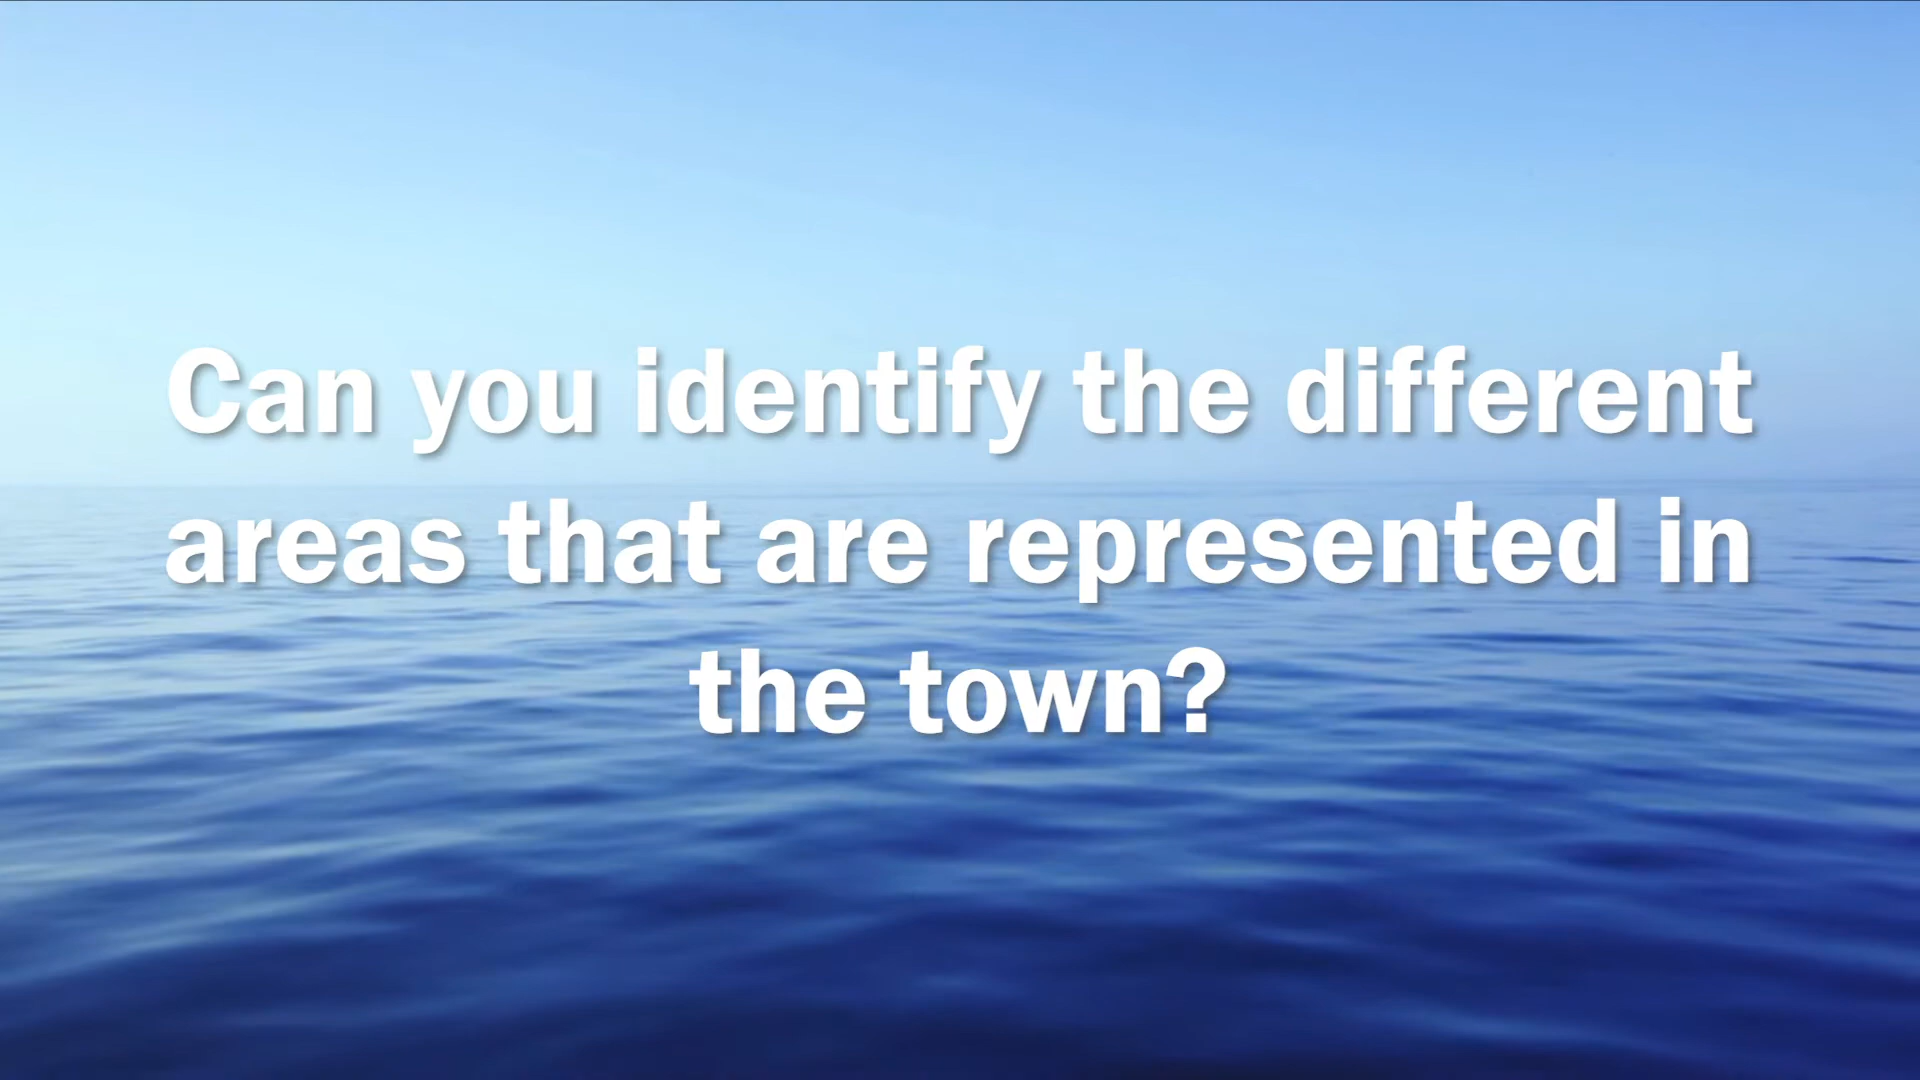 Can you identify the different
areas that are represented in
the town?